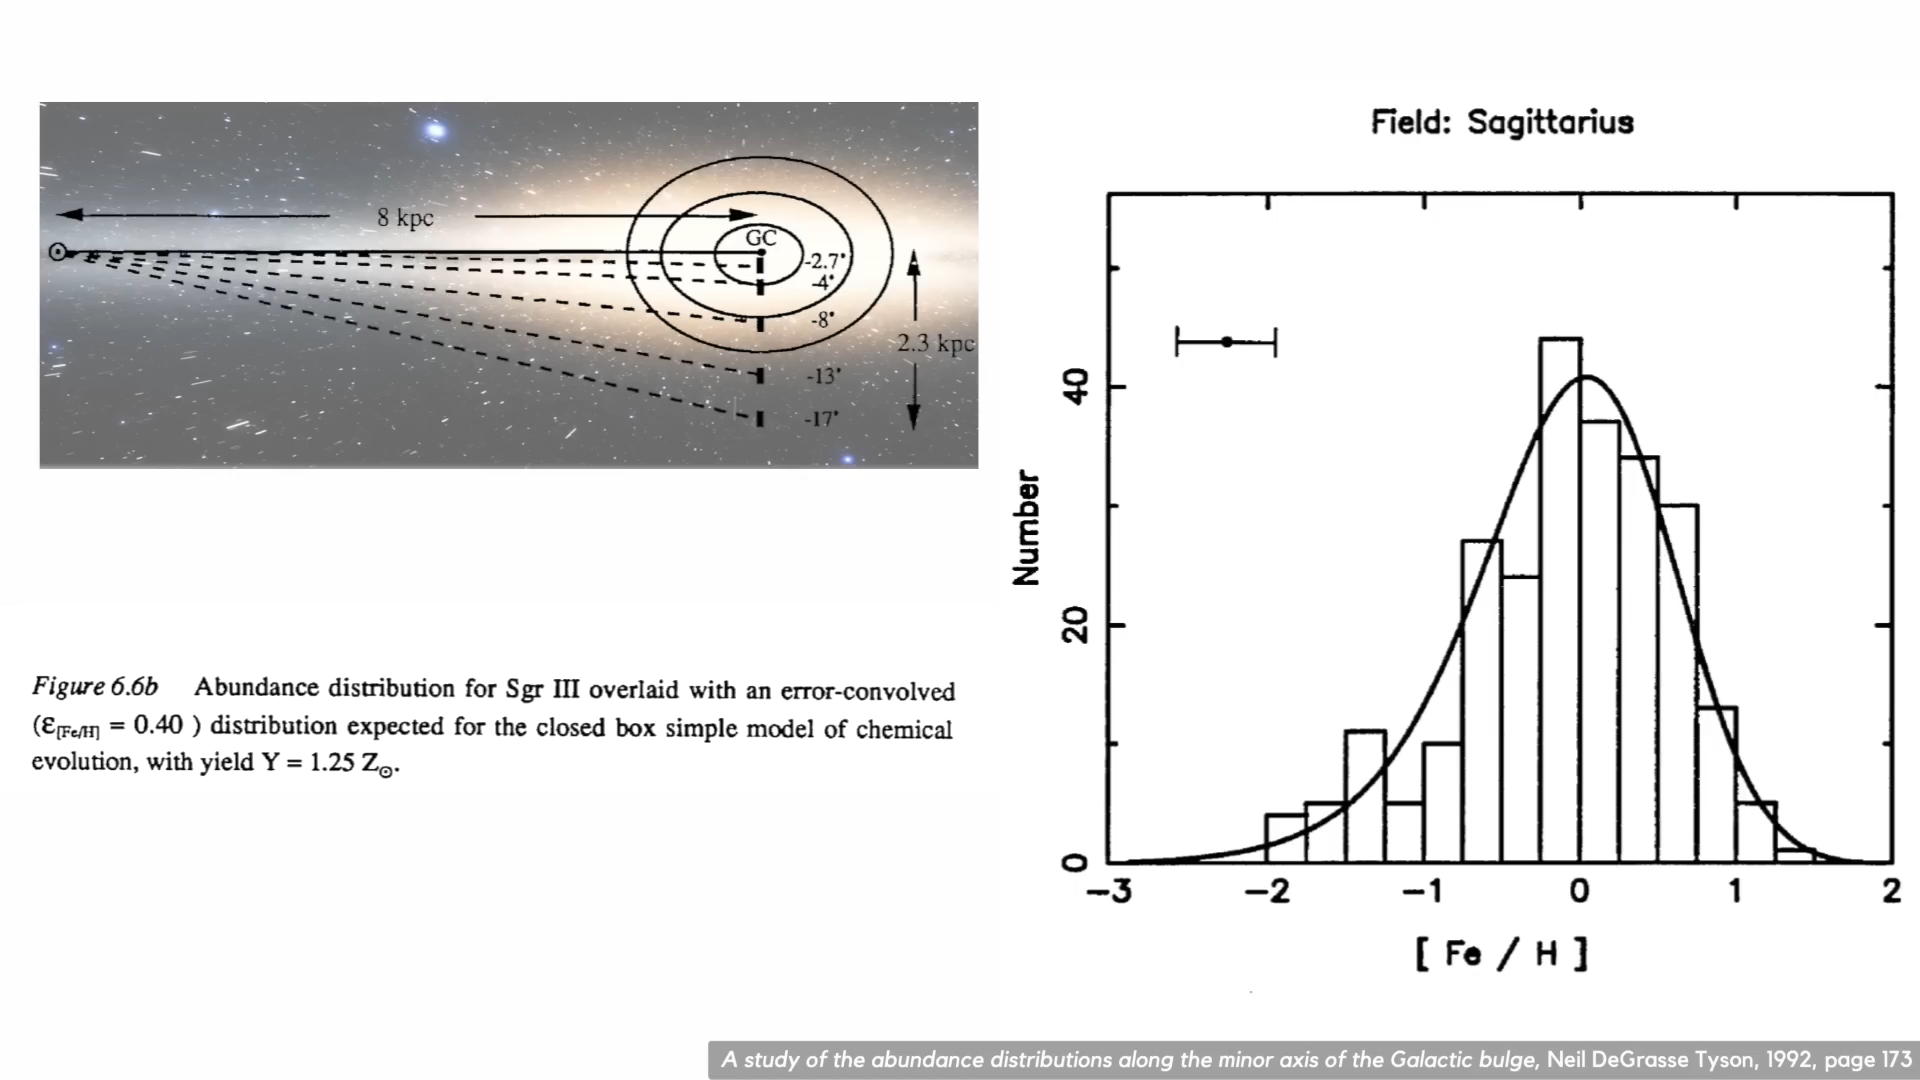 8 kpc
GC
-2.7°
-4°
-8°
2.3 kpc
-13°
-17°
Figure 6.6b Abundance distribution for Sgr III overlaid with an error-convolved
(ε[Fe/H] = 0.40 ) distribution expected for the closed box simple model of chemical
evolution, with yield Y = 1.25 Z⊙.
Field: Sagittarius
Number
40
20
0
−3 −2 −1 0 1 2
[ Fe / H ]
A study of the abundance distributions along the minor axis of the Galactic bulge, Neil DeGrasse Tyson, 1992, page 173